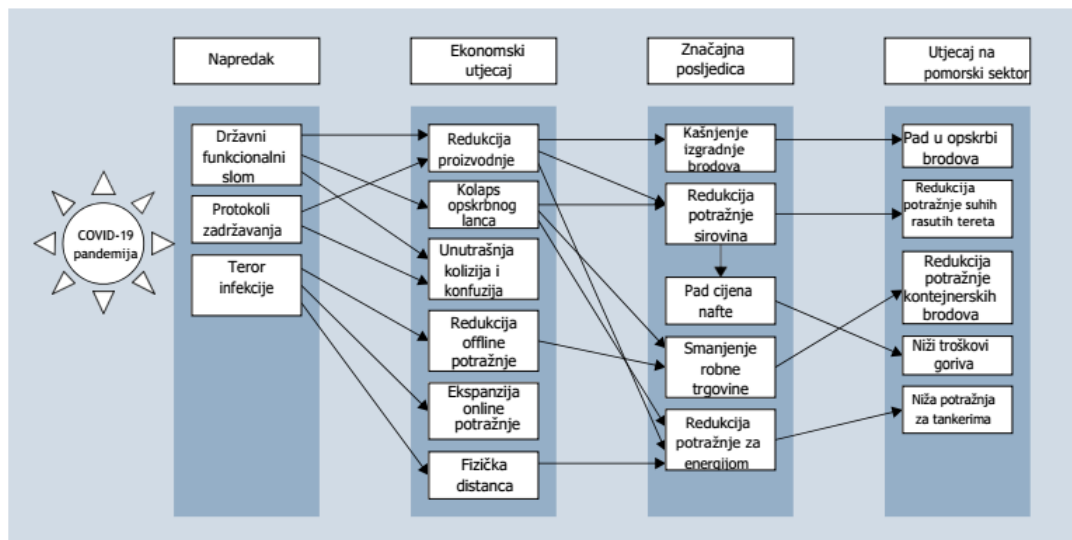 Napredak
Ekonomski
utjecaj
Značajna
posljedica
Utjecaj na
pomorski sektor
COVID-19
pandemija
Državni
funkcionalni
slom
Protokoli
zadržavanja
Teror
infekcije
Redukcija
proizvodnje
Kolaps
opskrbnog
lanca
Unutrašnja
kolizija i
konfuzija
Redukcija
offline
potražnje
Ekspanzija
online
potražnje
Fizička
distanca
Kašnjenje
izgradnje
brodova
Redukcija
potražnje
sirovina
Pad cijena
nafte
Smanjenje
robne
trgovine
Redukcija
potražnje za
energijom
Pad u opskrbi
brodova
Redukcija
potražnje suhih
rasutih tereta
Redukcija
potražnje
kontejnerskih
brodova
Niži troškovi
goriva
Niža potražnja
za tankerima